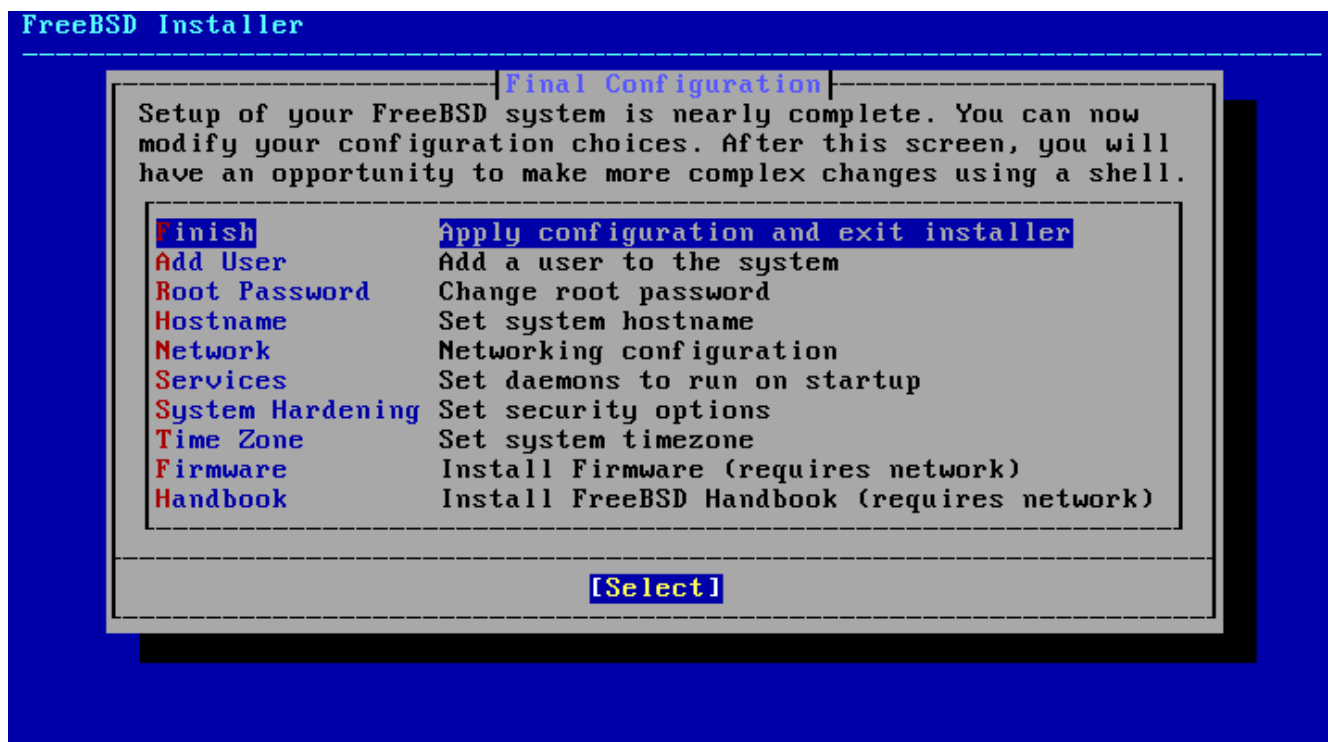 FreeBSD Installer
Final Configuration
Setup of your FreeBSD system is nearly complete. You can now
modify your configuration choices. After this screen, you will
have an opportunity to make more complex changes using a shell.
Finish Apply configuration and exit installer
Add User Add a user to the system
Root Password Change root password
Hostname Set system hostname
Network Networking configuration
Services Set daemons to run on startup
System Hardening Set security options
Time Zone Set system timezone
Firmware Install Firmware (requires network)
Handbook Install FreeBSD Handbook (requires network)
[Select]